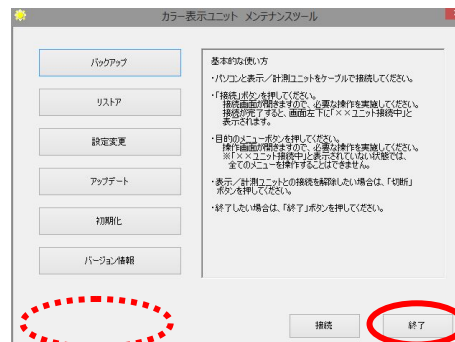 カラー表示ユニット メンテナンスツール
バックアップ
リストア
設定変更
アップデート
初期化
バージョン情報
基本的な使い方
・パソコンと表示／計測ユニットをケーブルで接続してください。
・「接続」ボタンを押してください。
接続画面が開きますので、必要な操作を実施してください。
接続が完了すると、画面左下に「××ユニット接続中」と
表示されます。
・目的のメニューボタンを押してください。
操作画面が開きますので、必要な操作を実施してください。
※「××ユニット接続中」と表示されていない状態では、
全てのメニューを操作することはできません。
・表示／計測ユニットとの接続を解除したい場合は、「切断」
ボタンを押してください。
・終了したい場合は、「終了」ボタンを押してください。
接続
終了